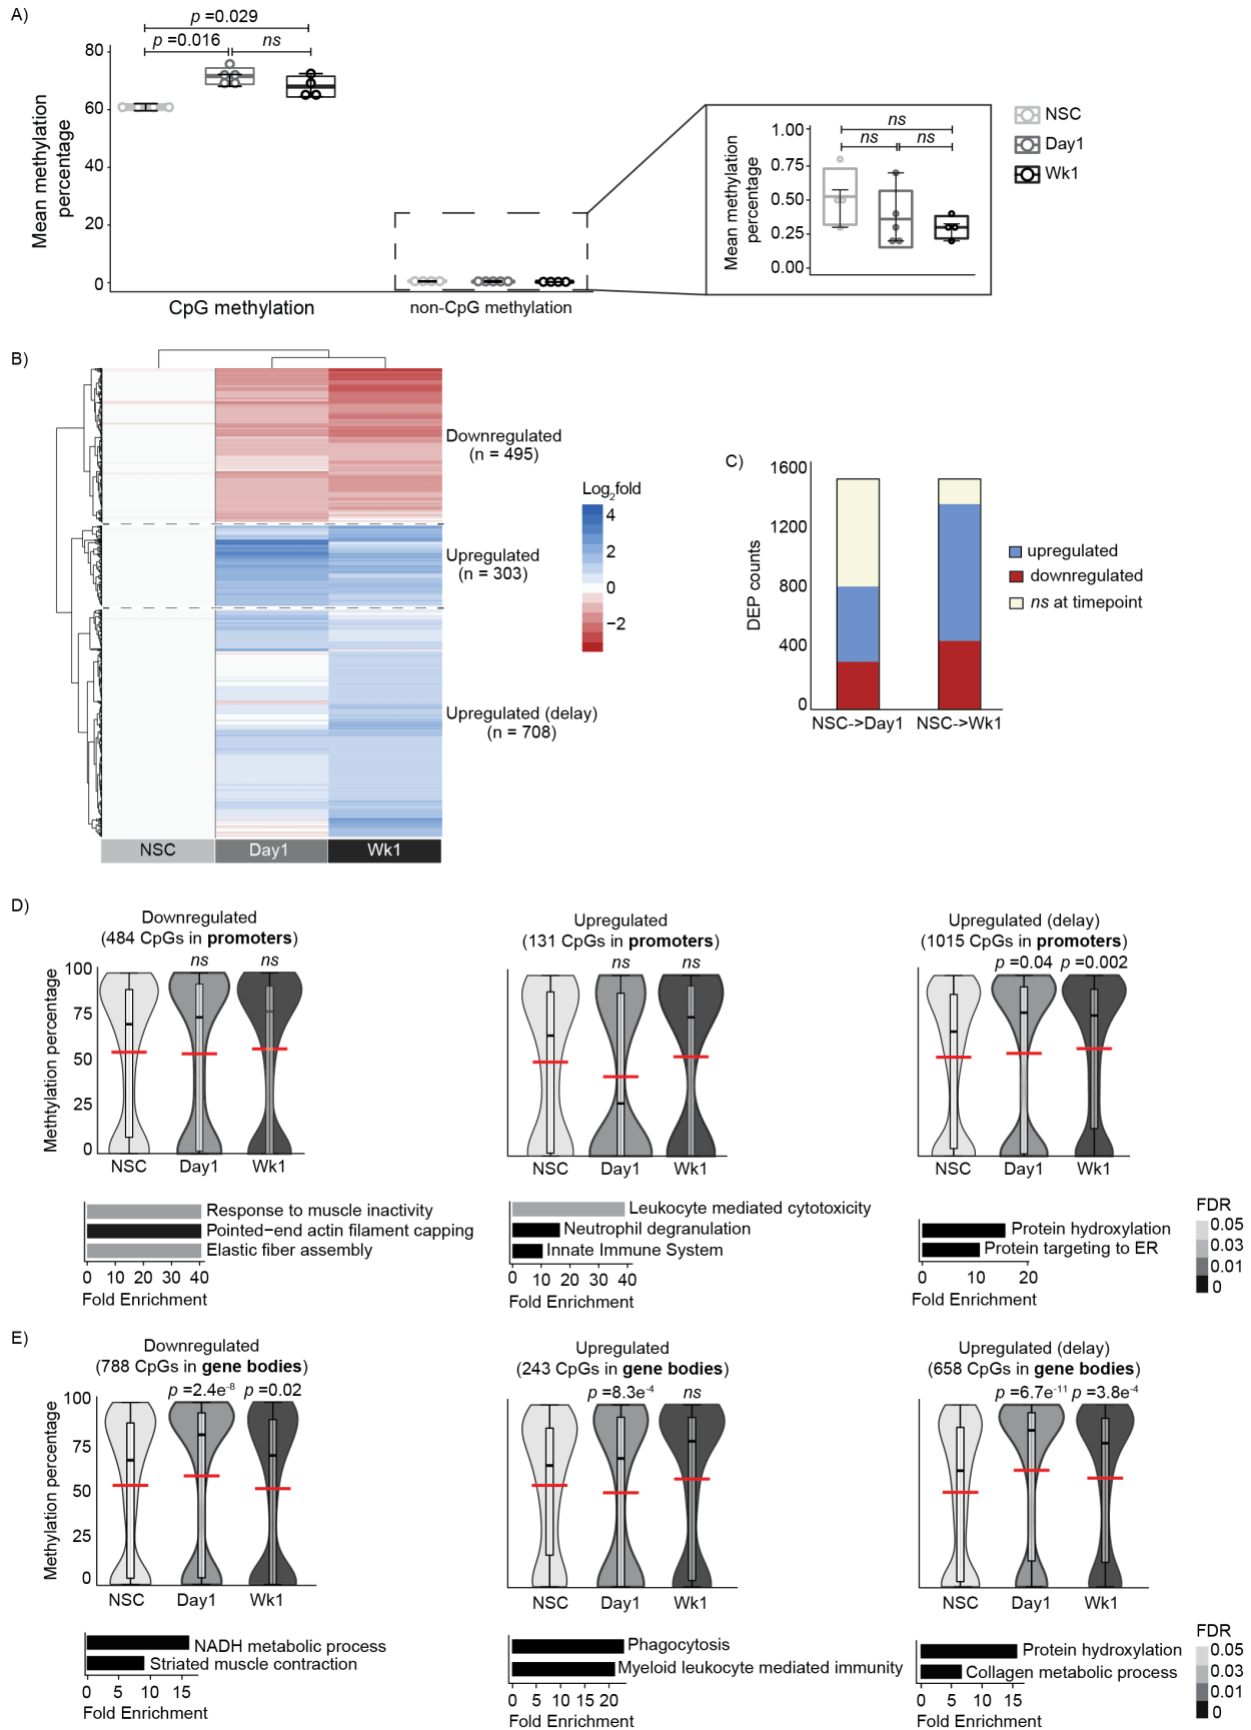 A)
p =0.029
p =0.016
ns
80
60
40
20
0
Mean methylation
percentage
CpG methylation
non-CpG methylation
ns
ns
ns
1.00
0.75
0.50
0.25
0.00
Mean methylation
percentage
NSC
Day1
Wk1
B)
Downregulated
(n = 495)
Upregulated
(n = 303)
Upregulated (delay)
(n = 708)
Log2fold
4
2
0
−2
NSC
Day1
Wk1
C)
1600
1200
800
400
0
DEP counts
NSC->Day1
NSC->Wk1
upregulated
downregulated
ns at timepoint
D)
Downregulated
(484 CpGs in promoters)
ns
ns
100
75
50
25
0
Methtylation percentage
NSC
Day1
Wk1
Upregulated
(131 CpGs in promoters)
ns
ns
NSC
Day1
Wk1
Upregulated (delay)
(1015 CpGs in promoters)
p =0.04
p =0.002
NSC
Day1
Wk1
Response to muscle inactivity
Pointed−end actin filament capping
Elastic fiber assembly
0 10 20 30 40
Fold Enrichment
Leukocyte mediated cytotoxicity
Neutrophil degranulation
Innate Immune System
0 10 20 30 40
Fold Enrichment
Protein hydroxylation
Protein targeting to ER
0 10 20
Fold Enrichment
FDR
0.05
0.03
0.01
0
E)
Downregulated
(788 CpGs in gene bodies)
p =2.4e-8
p =0.02
100
75
50
25
0
Methylation percentage
NSC
Day1
Wk1
Upregulated
(243 CpGs in gene bodies)
p =8.3e-4
ns
NSC
Day1
Wk1
Upregulated (delay)
(658 CpGs in gene bodies)
p =6.7e-11
p =3.8e-4
NSC
Day1
Wk1
NADH metabolic process
Striated muscle contraction
0 5 10 15
Fold Enrichment
Phagocytosis
Myeloid leukocyte mediated immunity
0 5 10 15 20
Fold Enrichment
Protein hydroxylation
Collagen metabolic process
0 5 10 15
Fold Enrichment
FDR
0.05
0.03
0.01
0